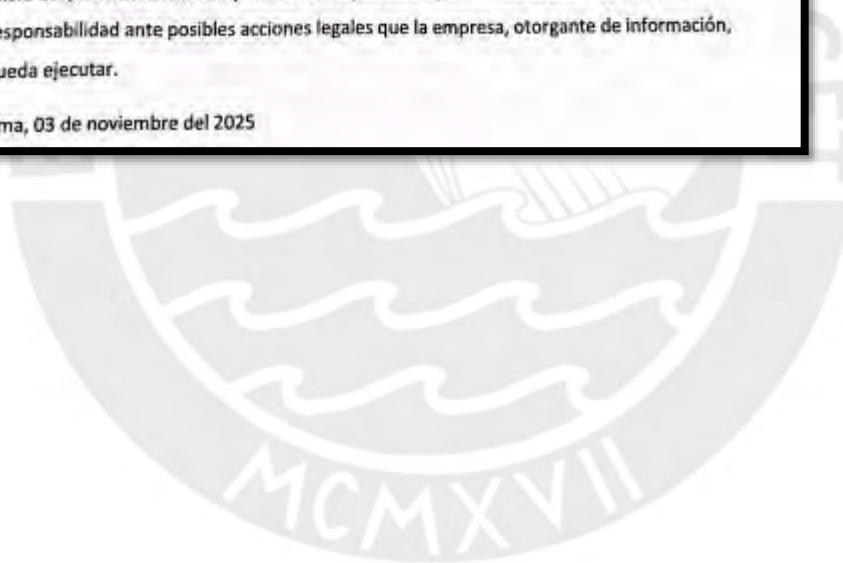 esponsabilidad ante posibles acciones legales que la empresa, otorgante de información,
ueda ejecutar.
ma, 03 de noviembre del 2025
MCMXVII